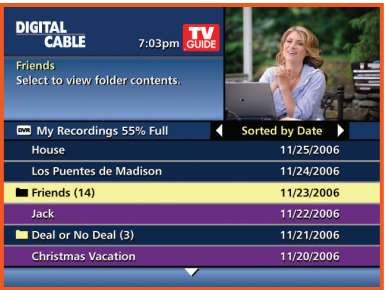 DIGITAL
CABLE
7:03pm
TV
GUIDE
Friends
Select to view folder contents.
DVR My Recordings 55% Full
Sorted by Date
House 11/25/2006
Los Puentes de Madison 11/24/2006
Friends (14) 11/23/2006
Jack 11/22/2006
Deal or No Deal (3) 11/21/2006
Christmas Vacation 11/20/2006